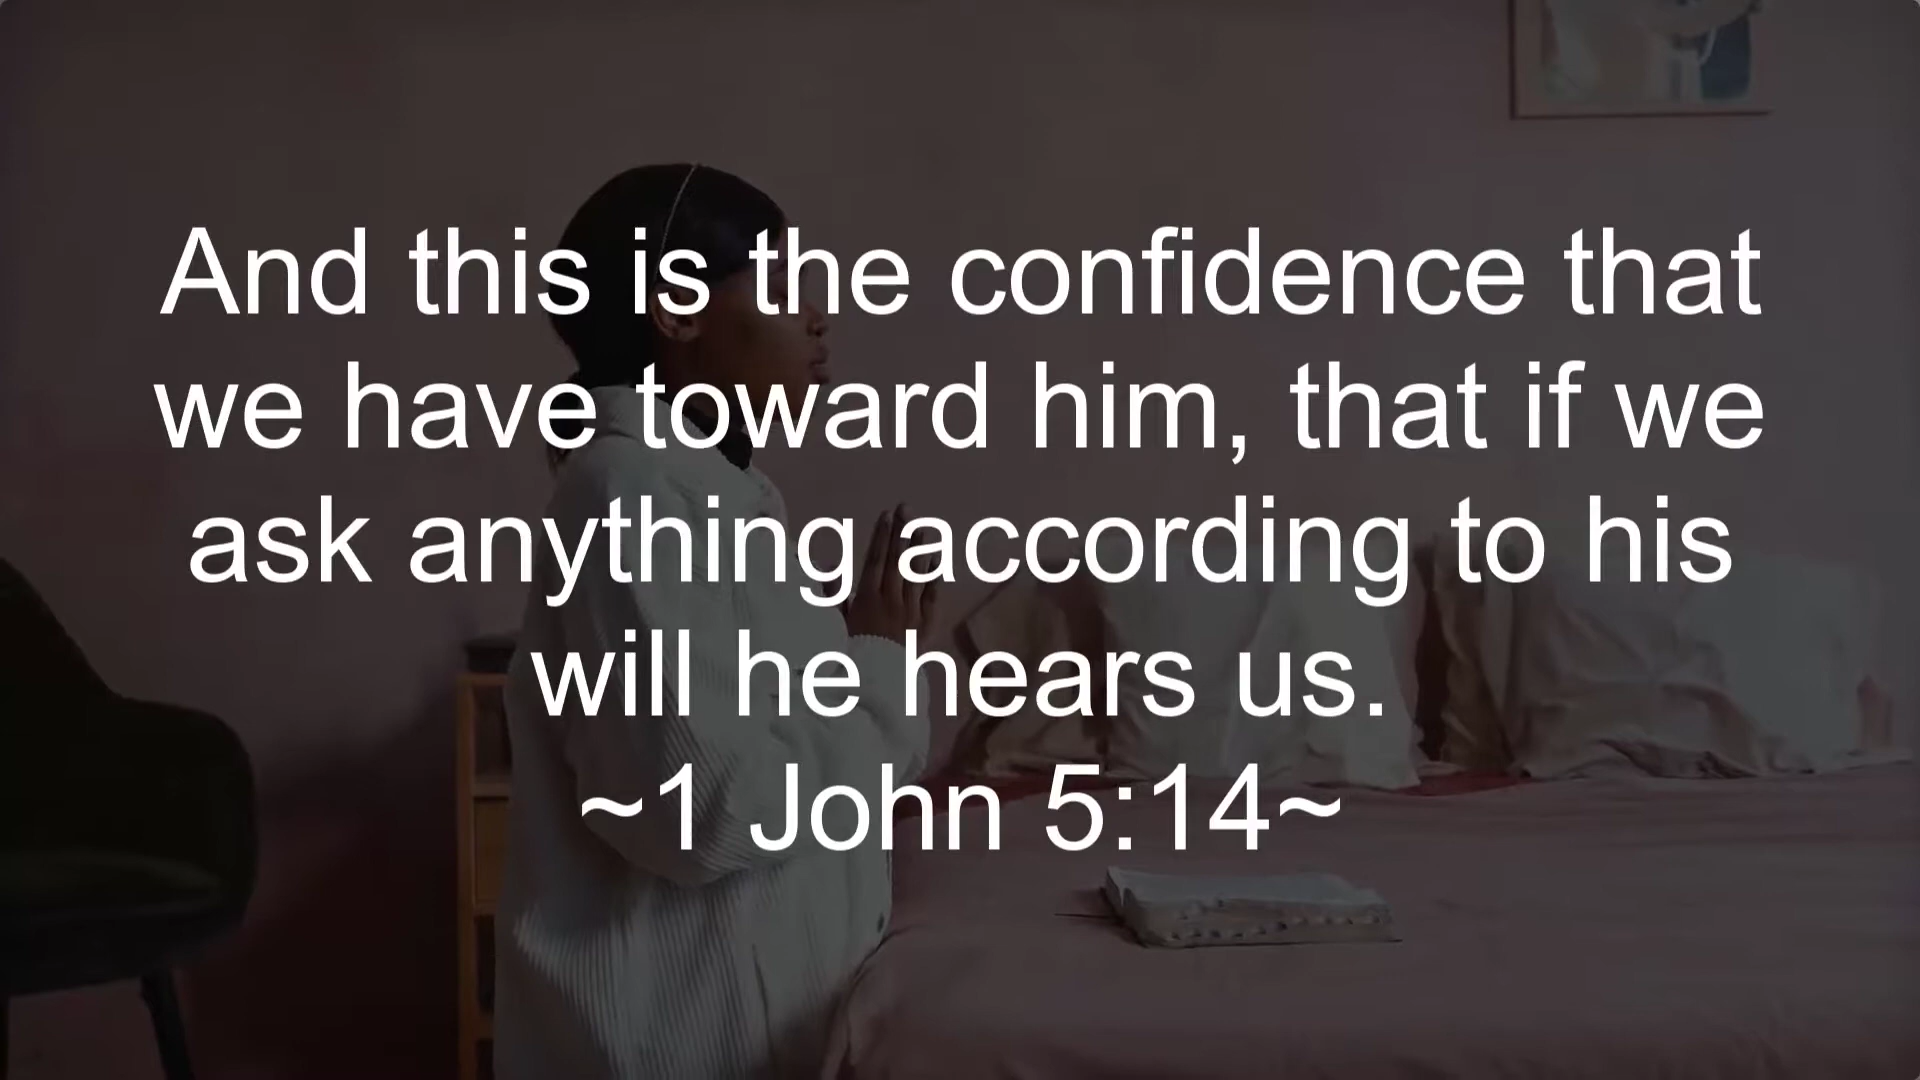 And this is the confidence that
we have toward him, that if we
ask anything according to his
will he hears us.
~1 John 5:14~